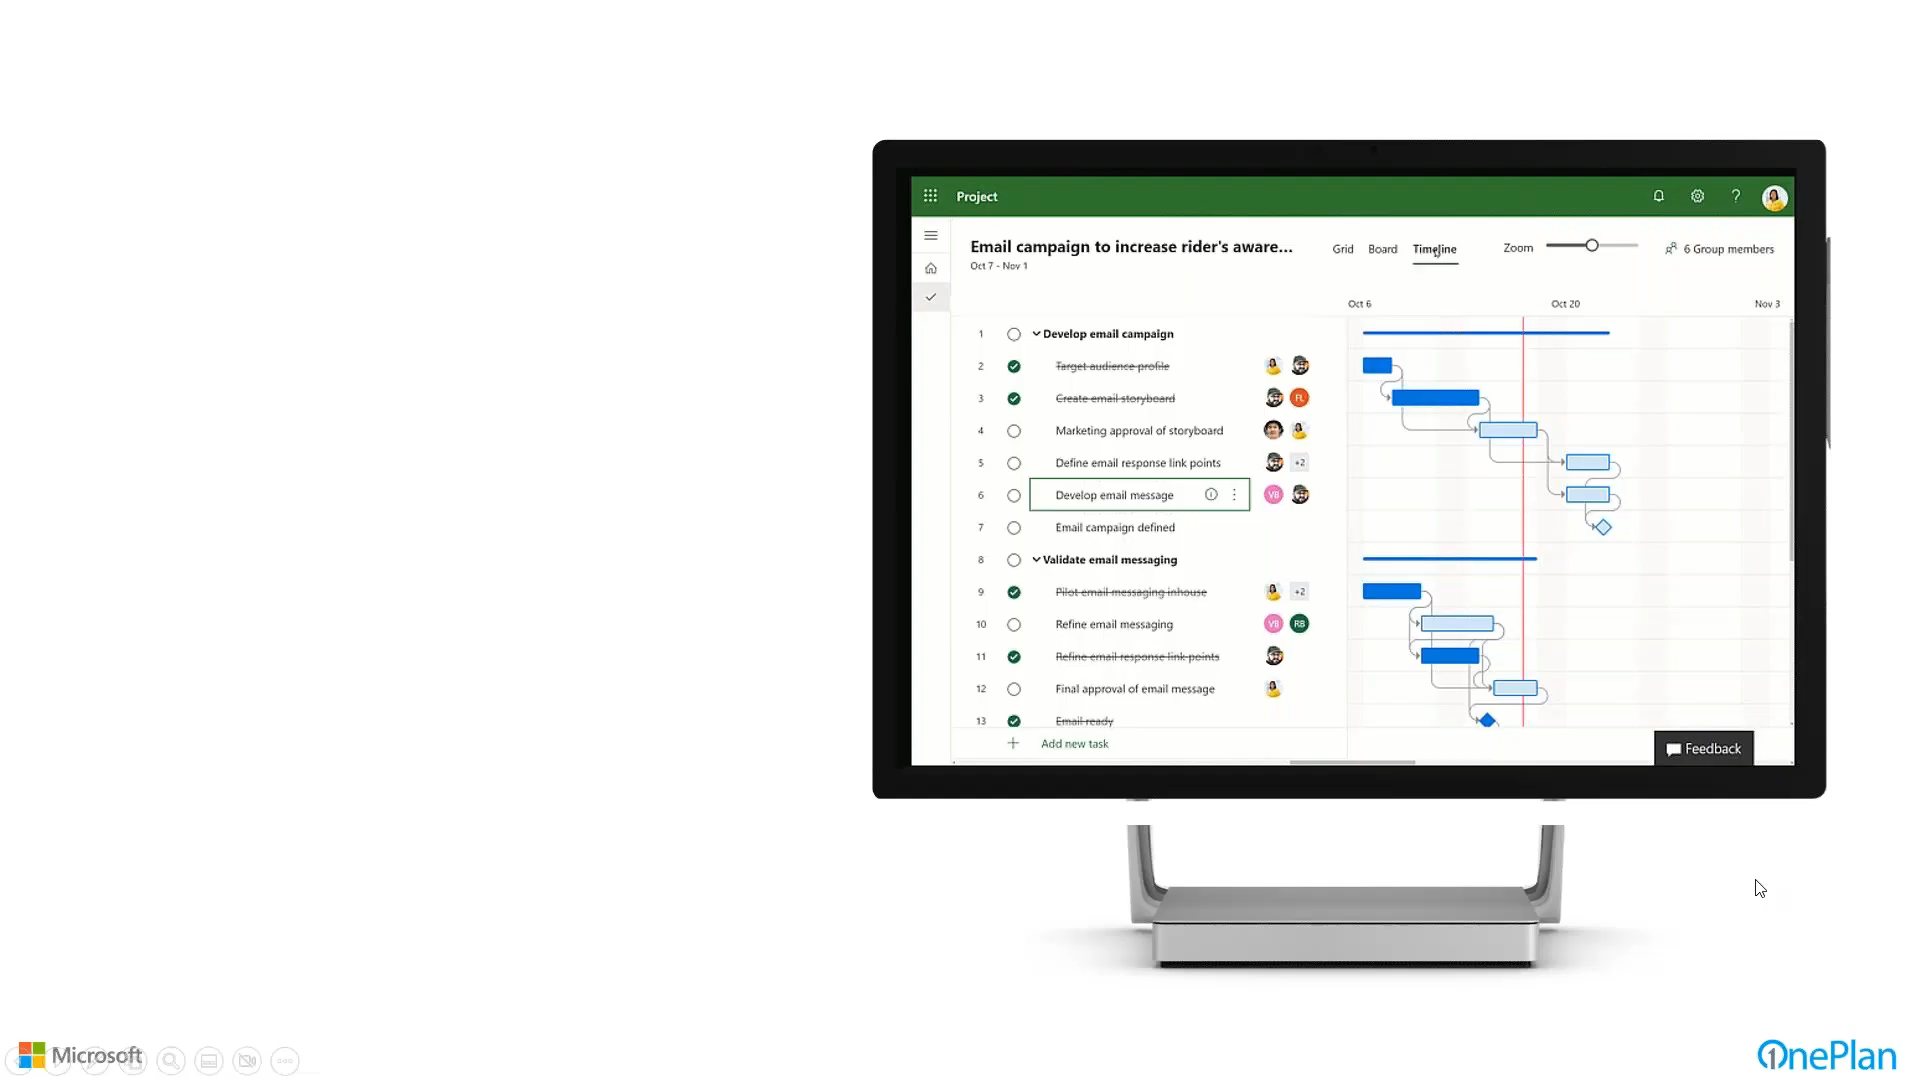 Project
Email campaign to increase rider's aware...
Grid Board Timeline Zoom 6 Group members
Oct 7 - Nov 1
Oct 6 Oct 20 Nov 3
1 Develop email campaign
2 Target audience profile
3 Create email storyboard FL
4 Marketing approval of storyboard
5 Define email response link points +2
6 Develop email message VB
7 Email campaign defined
8 Validate email messaging
9 Pilot email messaging inhouse +2
10 Refine email messaging VB RB
11 Refine email response link points
12 Final approval of email message
13 Email ready
Add new task
Feedback
Microsoft
OnePlan